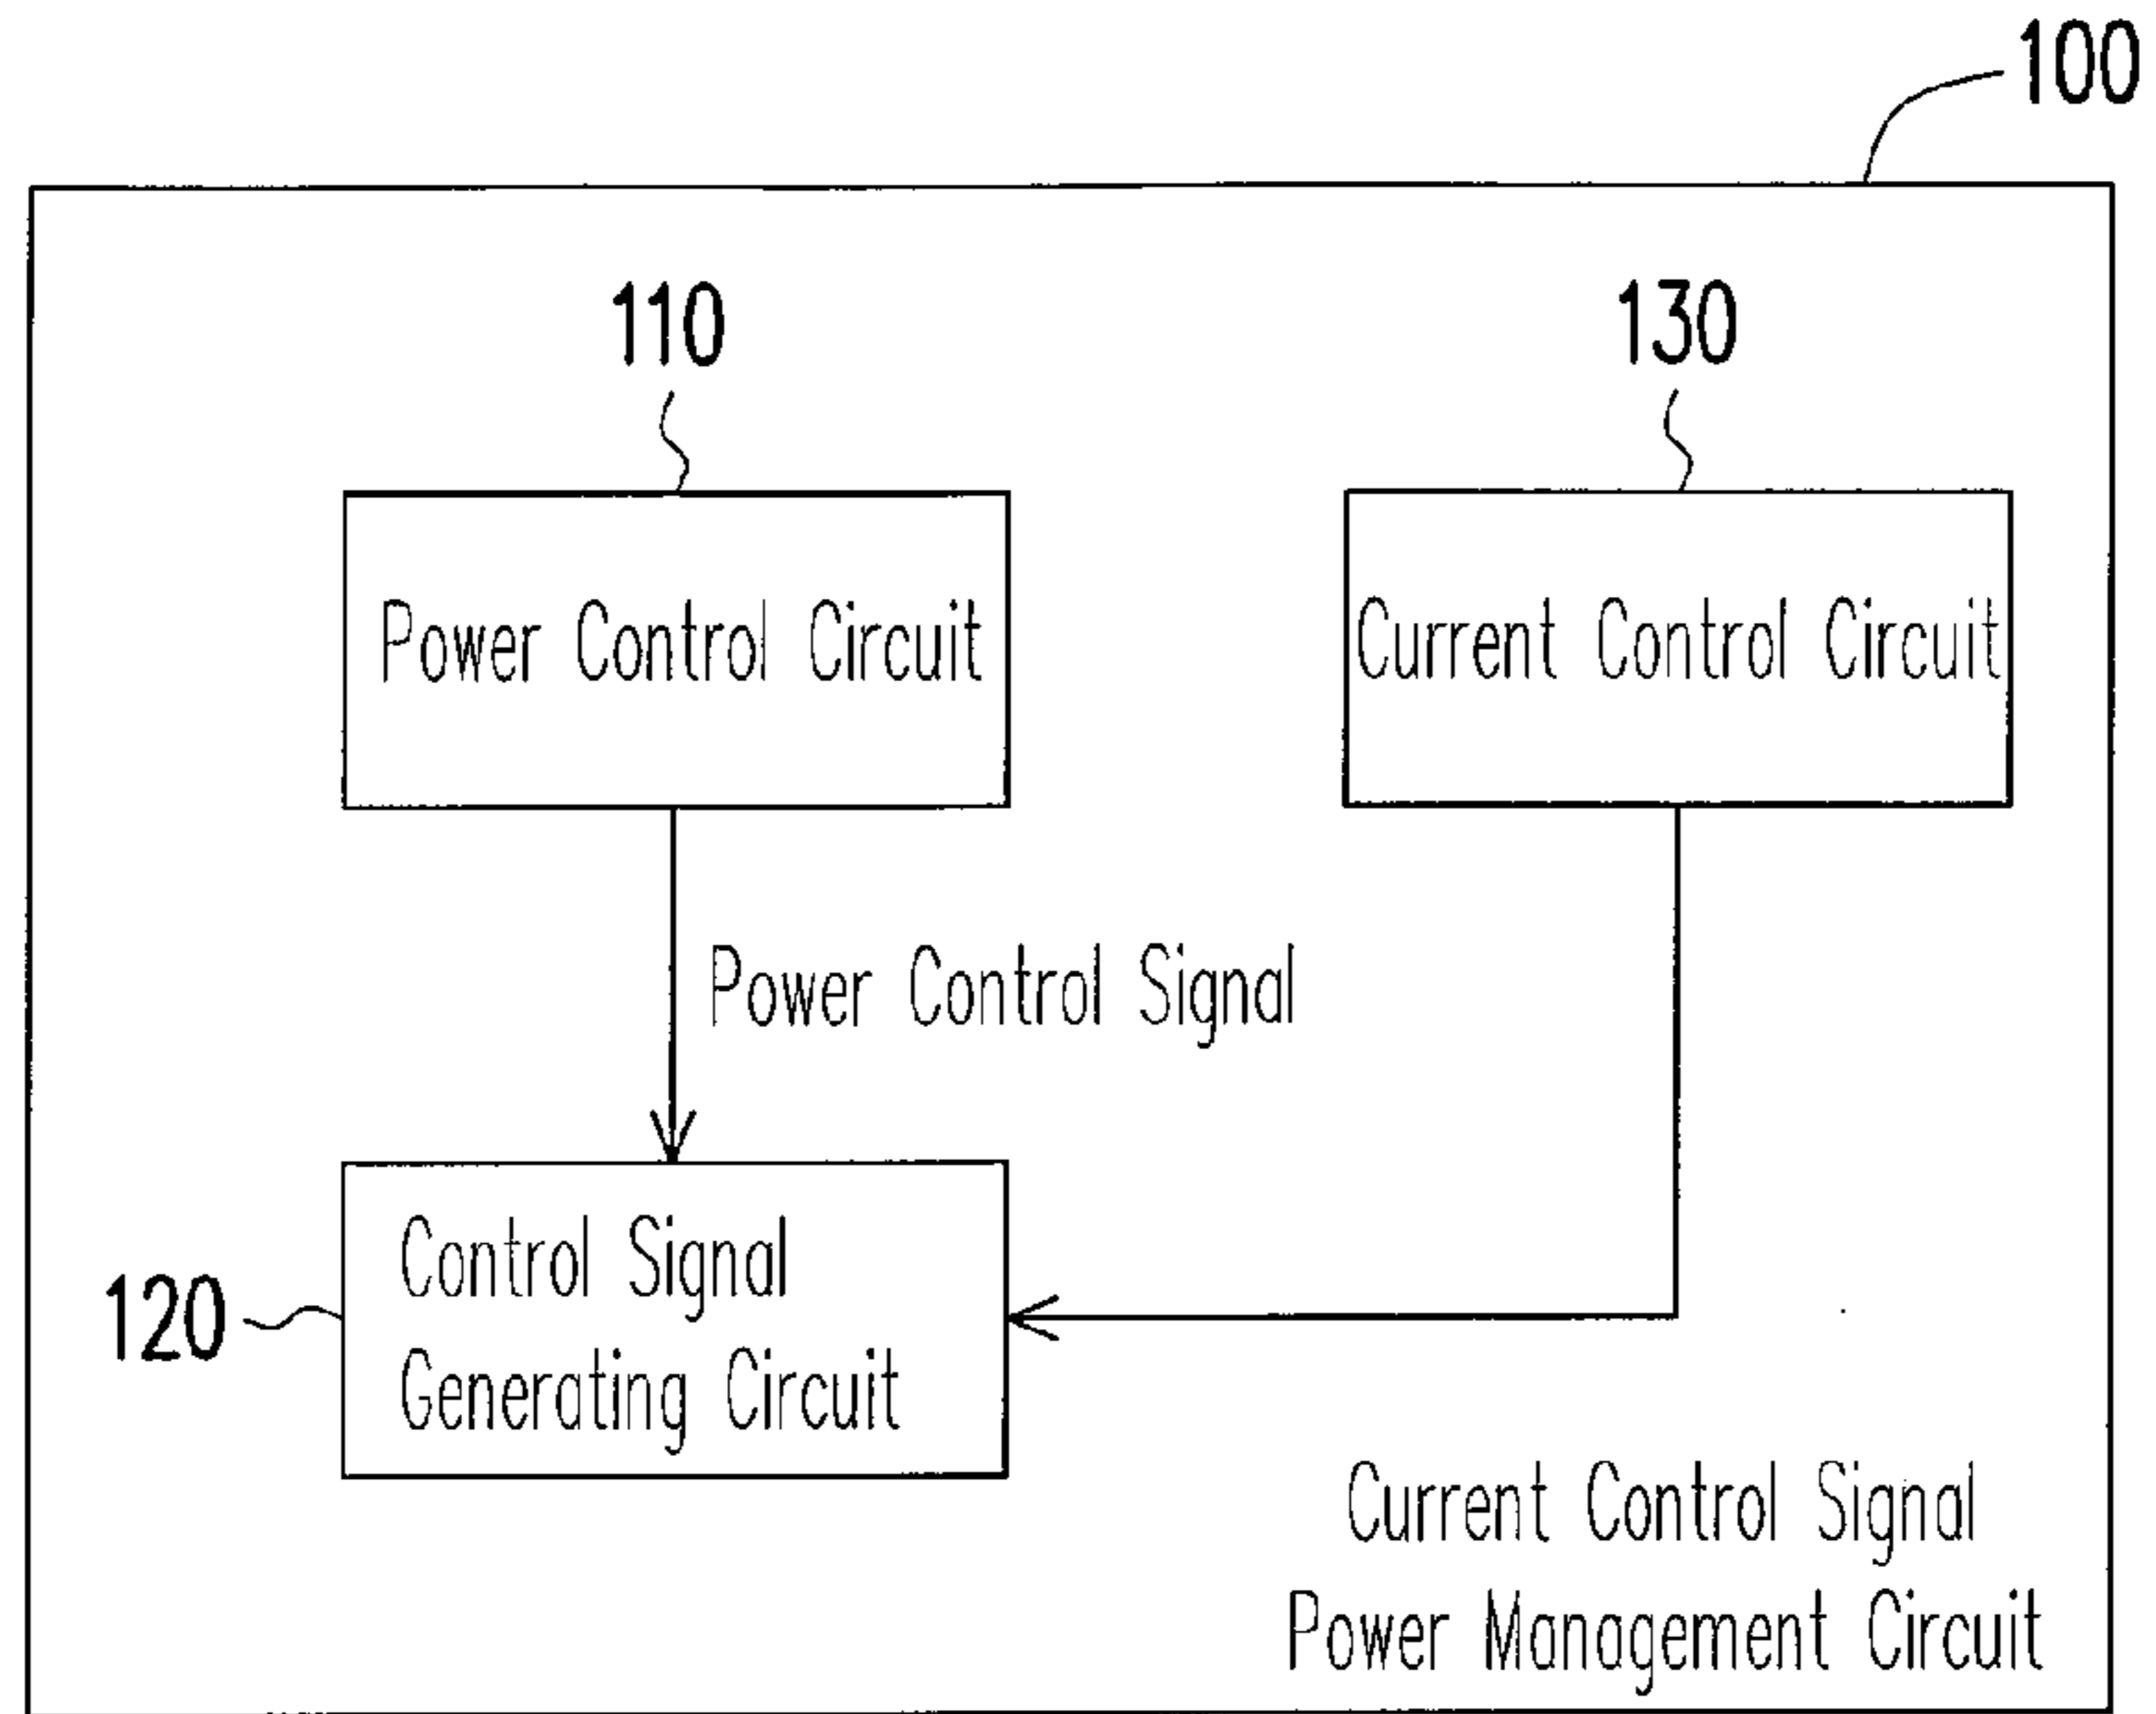 100
110
130
Power Control Circuit
Current Control Circuit
Power Control Signal
120
Control Signal
Generating Circuit
Current Control Signal
Power Management Circuit